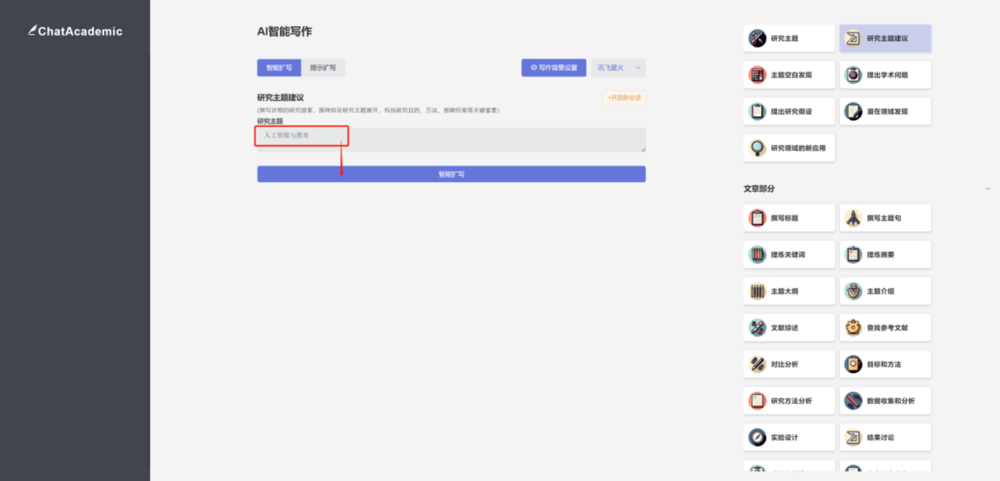 ChatAcademic
AI智能写作
智能扩写 提示扩写
写作背景设置 讯飞星火
研究主题建议
+开启新会话
(撰写详细的研究提案，围绕特定研究主题展开，包括研究目的、方法、预期结果等关键要素)
研究主题
人工智能与教育
智能扩写
研究主题 研究主题建议
主题空白发现 提出学术问题
提出研究假设 潜在领域发现
研究领域的新应用
文章部分
撰写标题 撰写主题句
提炼关键词 提炼摘要
主题大纲 主题介绍
文献综述 查找参考文献
对比分析 目标和方法
研究方法分析 数据收集和分析
实验设计 结果讨论